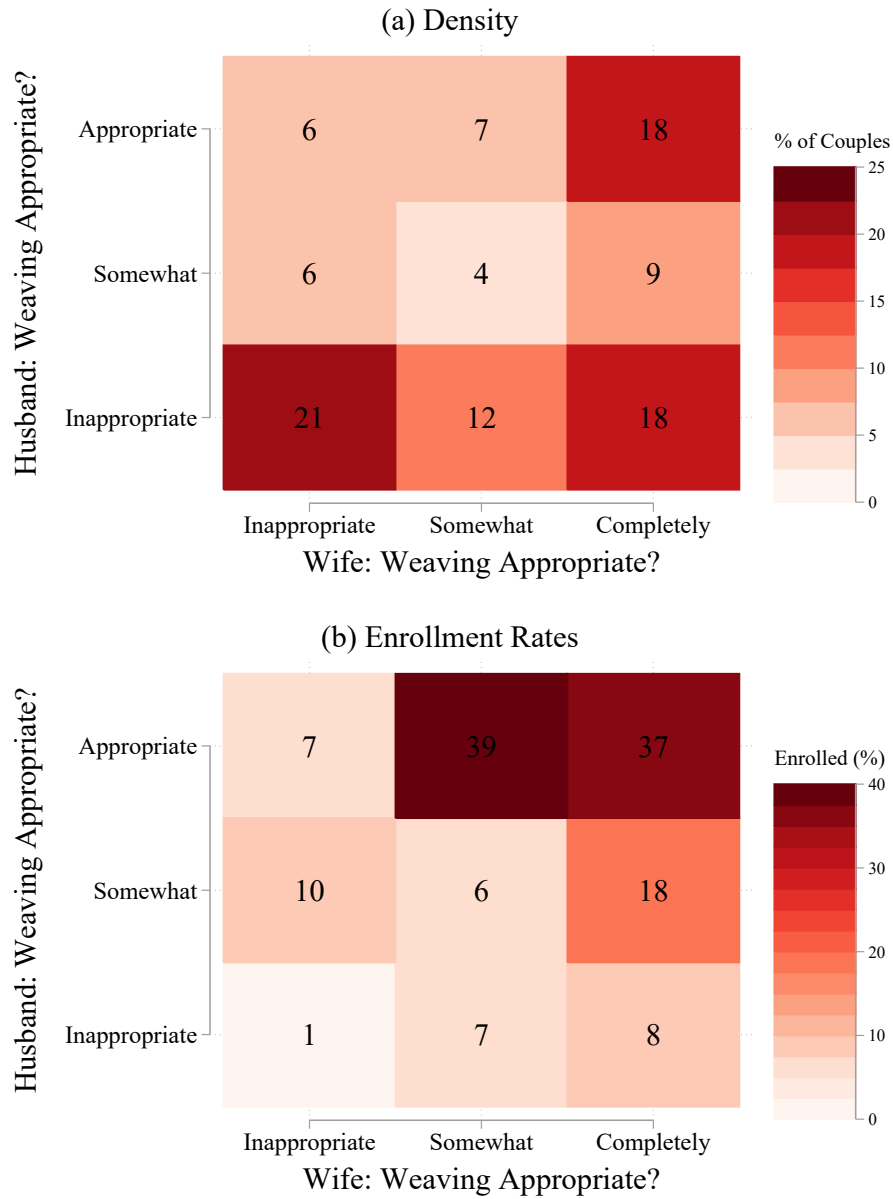 (a) Density
Husband: Weaving Appropriate?
Appropriate
Somewhat
Inappropriate
6 7 18
6 4 9
21 12 18
Inappropriate Somewhat Completely
Wife: Weaving Appropriate?
% of Couples
25
20
15
10
5
0
(b) Enrollment Rates
Husband: Weaving Appropriate?
Appropriate
Somewhat
Inappropriate
7 39 37
10 6 18
1 7 8
Inappropriate Somewhat Completely
Wife: Weaving Appropriate?
Enrolled (%)
40
30
20
10
0